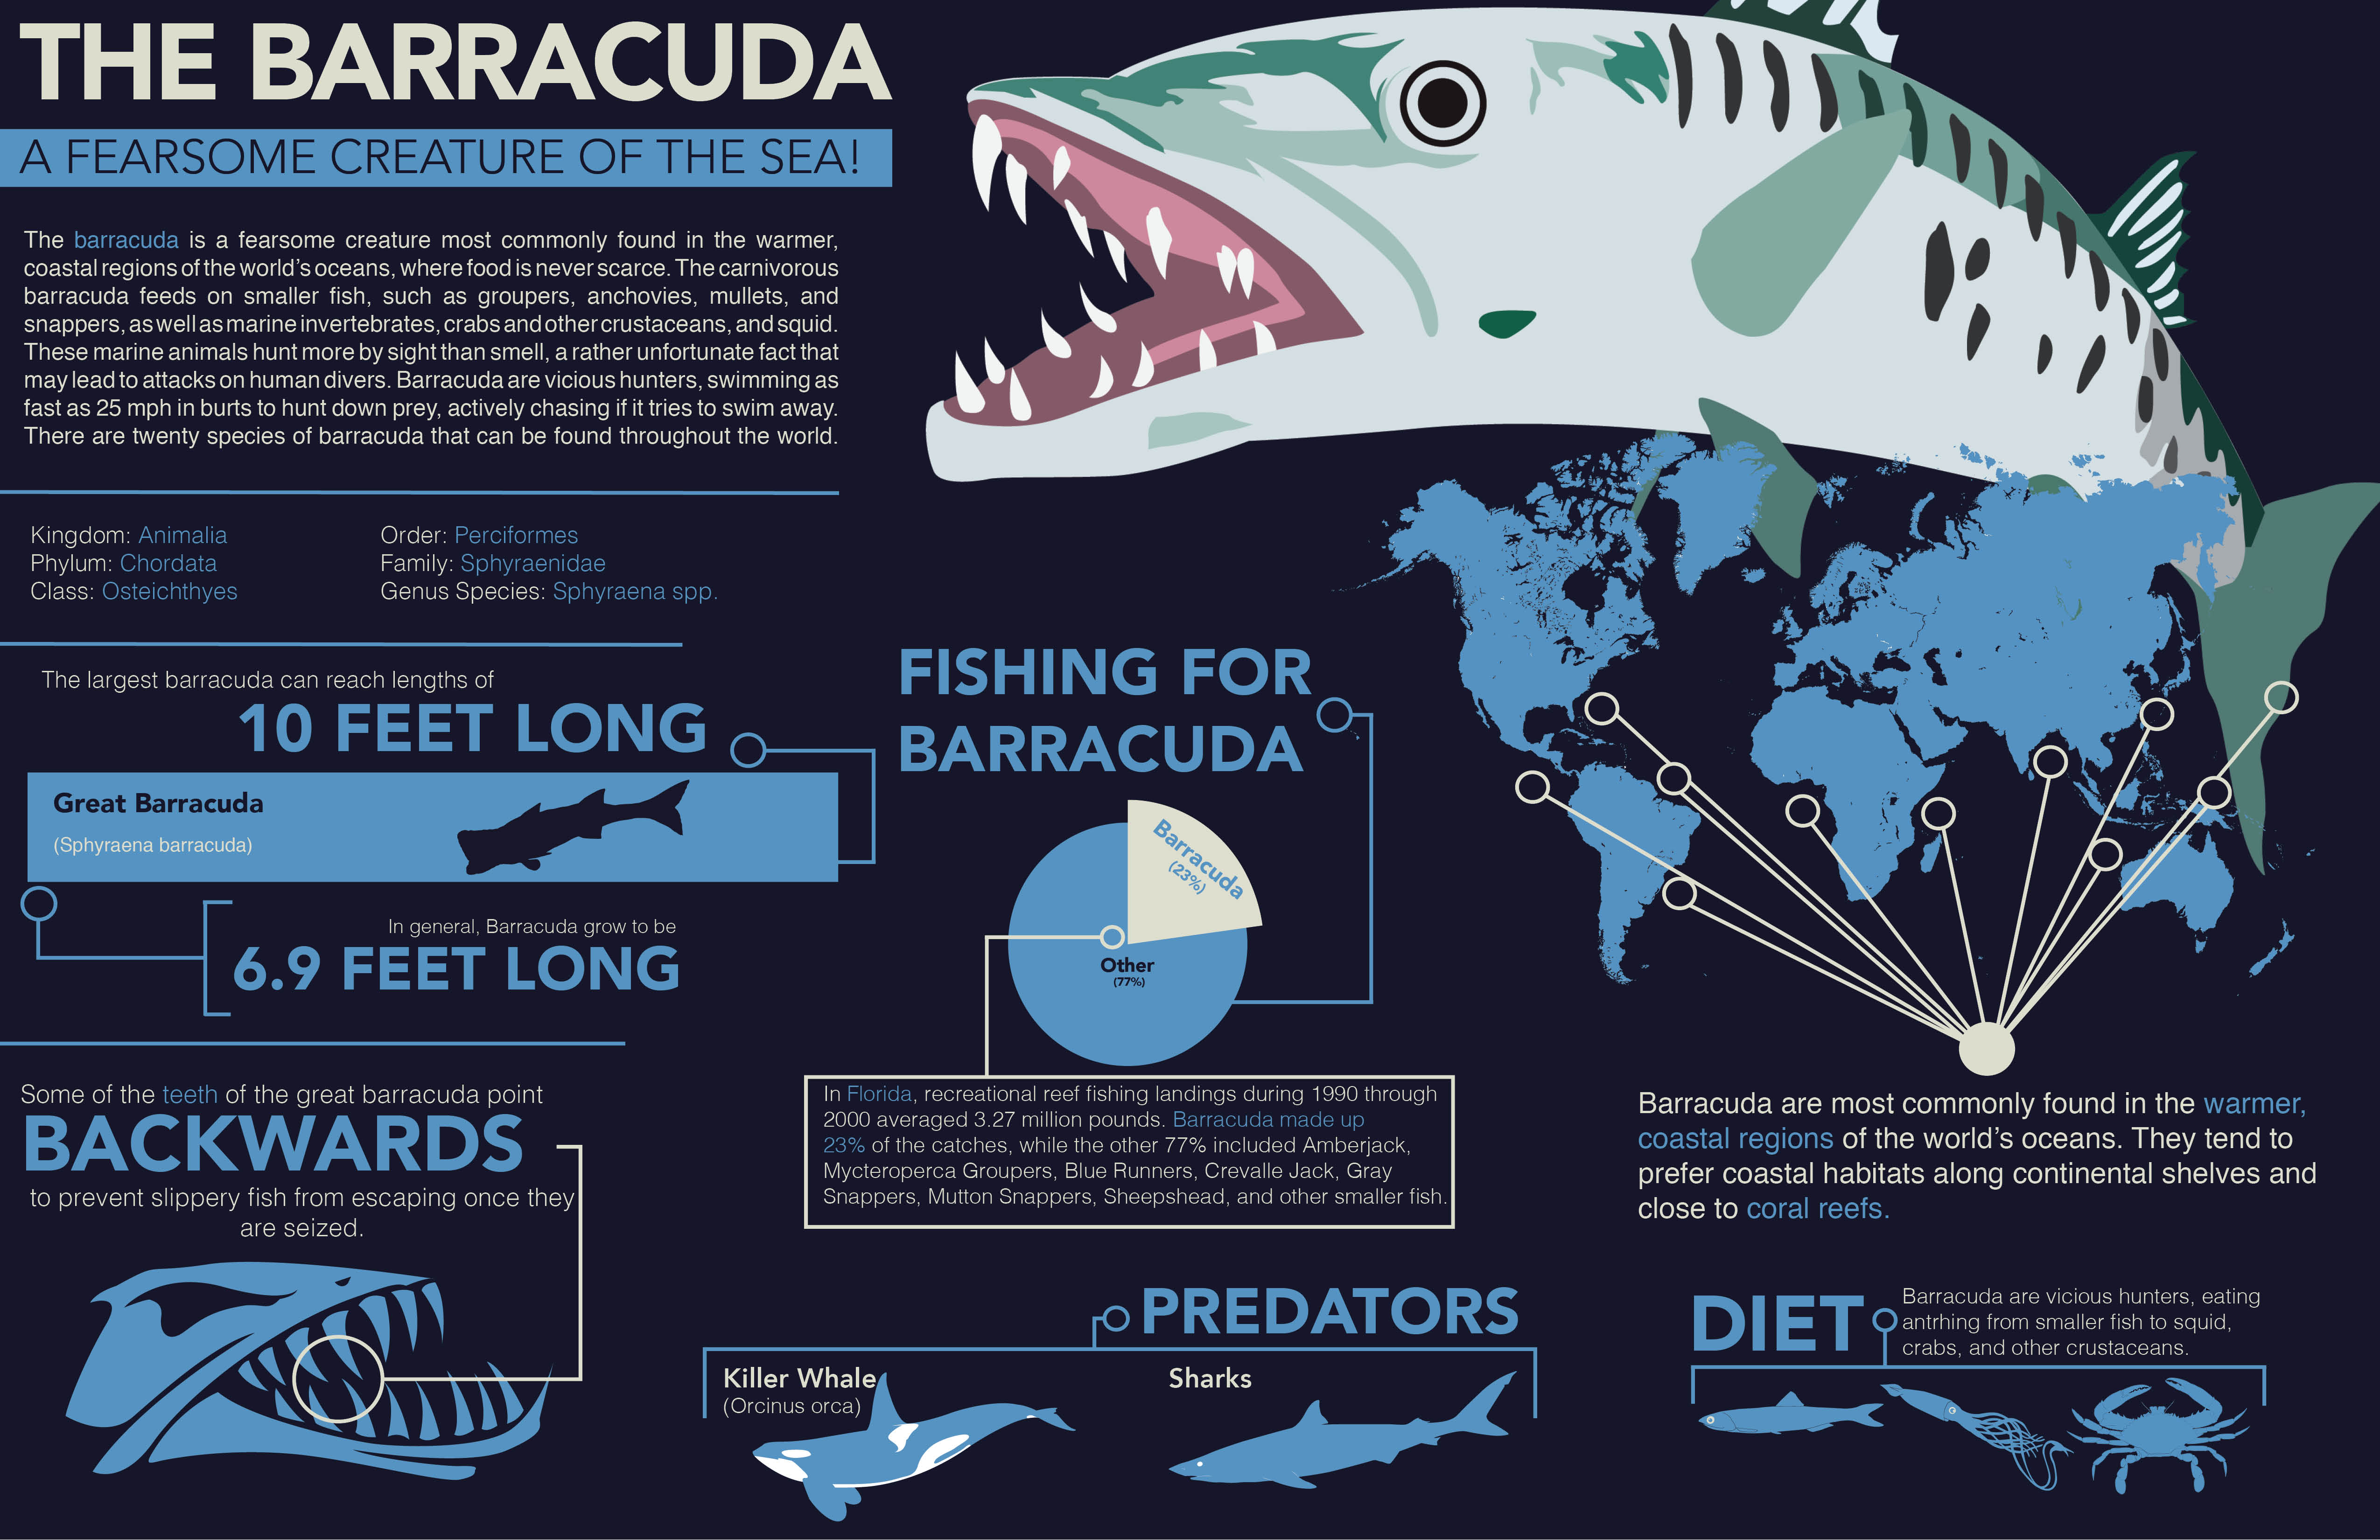 THE BARRACUDA
A FEARSOME CREATURE OF THE SEA!
The barracuda is a fearsome creature most commonly found in the warmer,
coastal regions of the world's oceans, where food is never scarce. The carnivorous
barracuda feeds on smaller fish, such as groupers, anchovies, mullets, and
snappers, as well as marine invertebrates, crabs and other crustaceans, and squid.
These marine animals hunt more by sight than smell, a rather unfortunate fact that
may lead to attacks on human divers. Barracuda are vicious hunters, swimming as
fast as 25 mph in burts to hunt down prey, actively chasing if it tries to swim away.
There are twenty species of barracuda that can be found throughout the world.
Kingdom: Animalia
Phylum: Chordata
Class: Osteichthyes
Order: Perciformes
Family: Sphyraenidae
Genus Species: Sphyraena spp.
The largest barracuda can reach lengths of
10 FEET LONG
Great Barracuda
(Sphyraena barracuda)
In general, Barracuda grow to be
6.9 FEET LONG
Some of the teeth of the great barracuda point
BACKWARDS
to prevent slippery fish from escaping once they
are seized.
FISHING FOR
BARRACUDA
Barracuda
(23%)
Other
(77%)
In Florida, recreational reef fishing landings during 1990 through
2000 averaged 3.27 million pounds. Barracuda made up
23% of the catches, while the other 77% included Amberjack,
Mycteroperca Groupers, Blue Runners, Crevalle Jack, Gray
Snappers, Mutton Snappers, Sheepshead, and other smaller fish.
Barracuda are most commonly found in the warmer,
coastal regions of the world's oceans. They tend to
prefer coastal habitats along continental shelves and
close to coral reefs.
PREDATORS
Killer Whale
(Orcinus orca)
Sharks
DIET
Barracuda are vicious hunters, eating
antrhing from smaller fish to squid,
crabs, and other crustaceans.